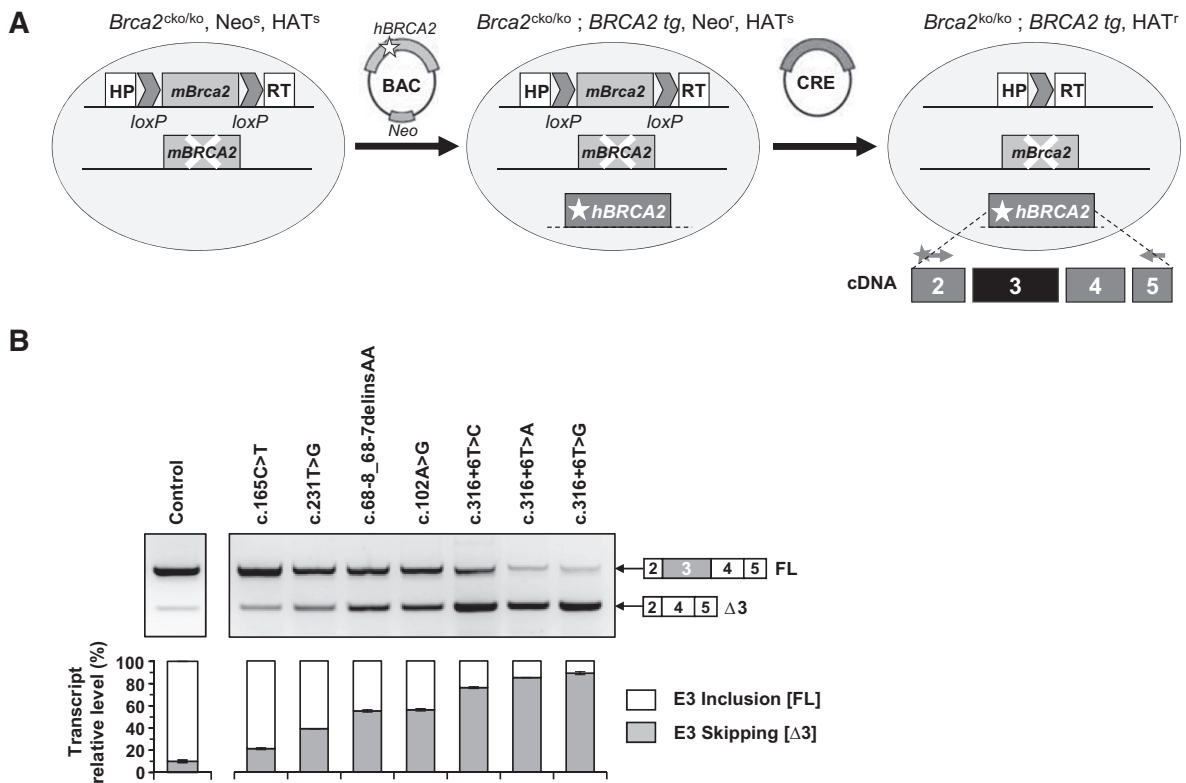 A
Brca2cko/ko, Neos, HATs
HP
mBrca2
RT
loxP
loxP
mBRCA2
hBRCA2
BAC
Neo
Brca2cko/ko ; BRCA2 tg, Neor, HATs
HP
mBrca2
RT
loxP
loxP
mBRCA2
hBRCA2
CRE
Brca2ko/ko ; BRCA2 tg, HATr
HP
RT
mBrca2
hBRCA2
cDNA
2 3 4 5
B
Control
c.165C>T
c.231T>G
c.68-8_68-7delinsAA
c.102A>G
c.316+6T>C
c.316+6T>A
c.316+6T>G
2 3 4 5 FL
2 4 5 Δ3
Transcript
relative level (%)
100
80
60
40
20
0
E3 Inclusion [FL]
E3 Skipping [Δ3]